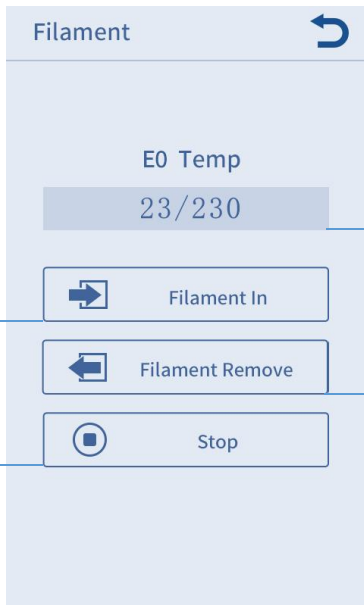 Filament
E0 Temp
23/230
Filament In
Filament Remove
Stop